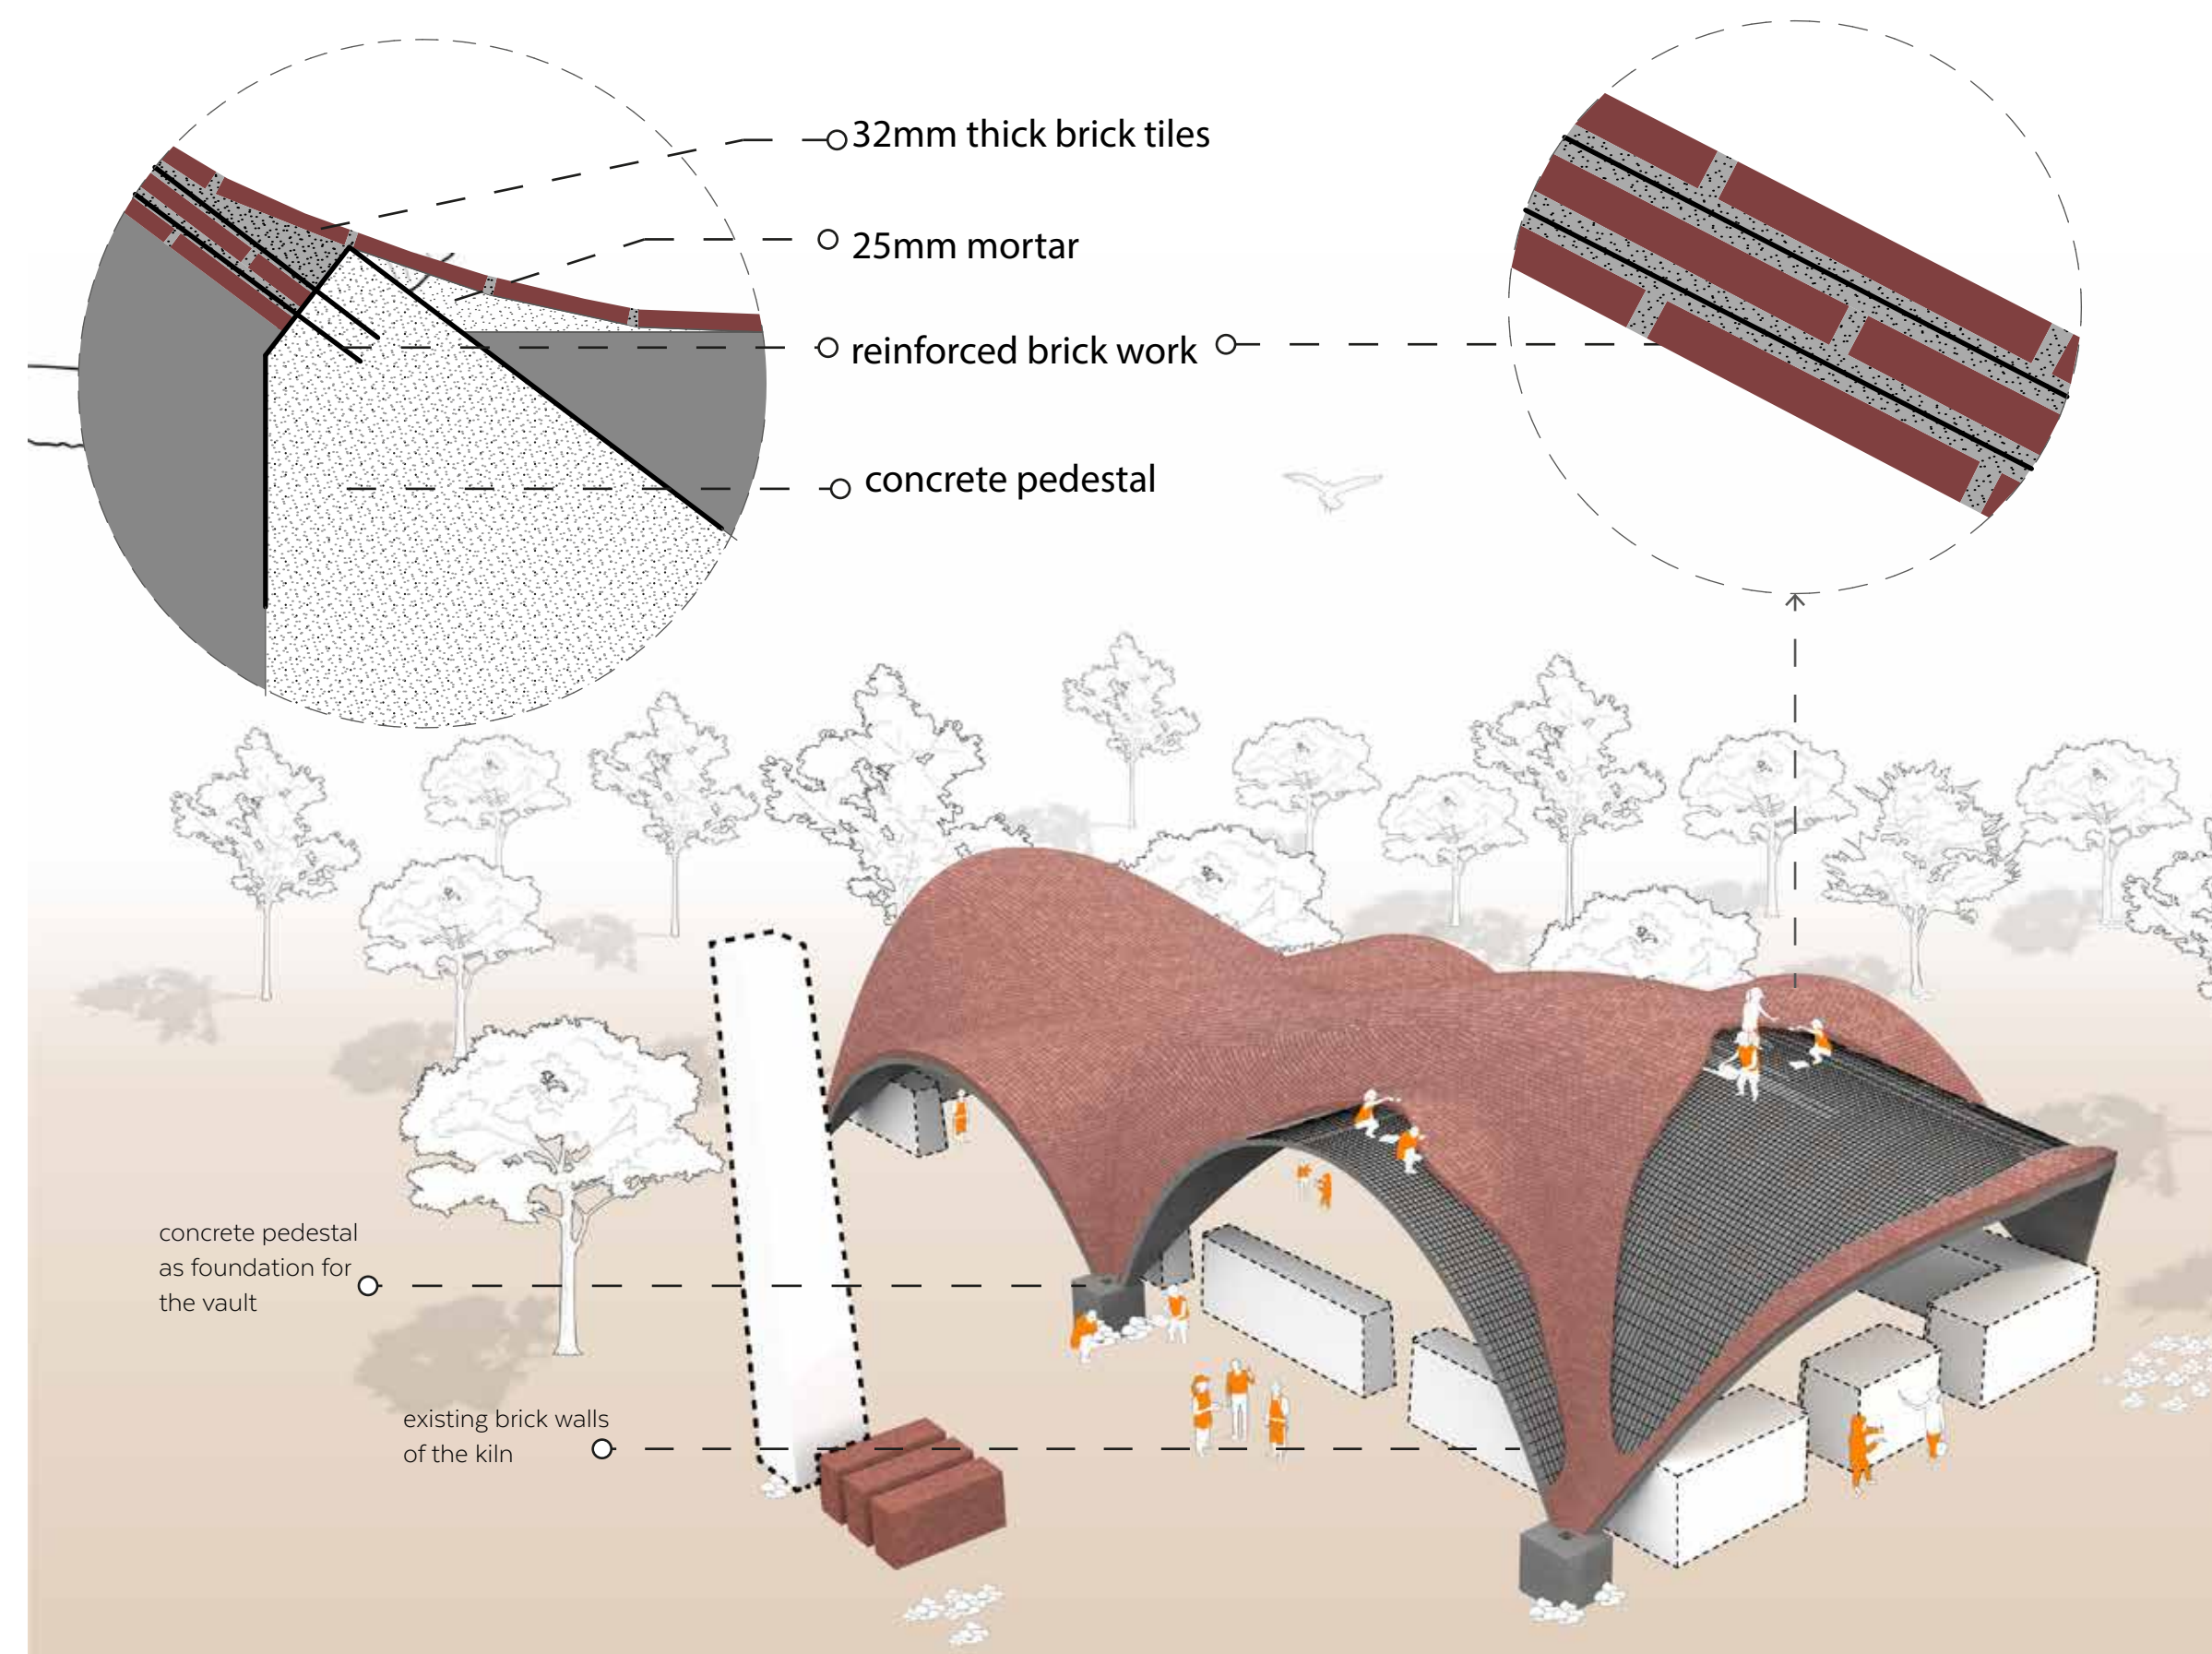 32mm thick brick tiles
25mm mortar
reinforced brick work
concrete pedestal
concrete pedestal
as foundation for
the vault
existing brick walls
of the kiln